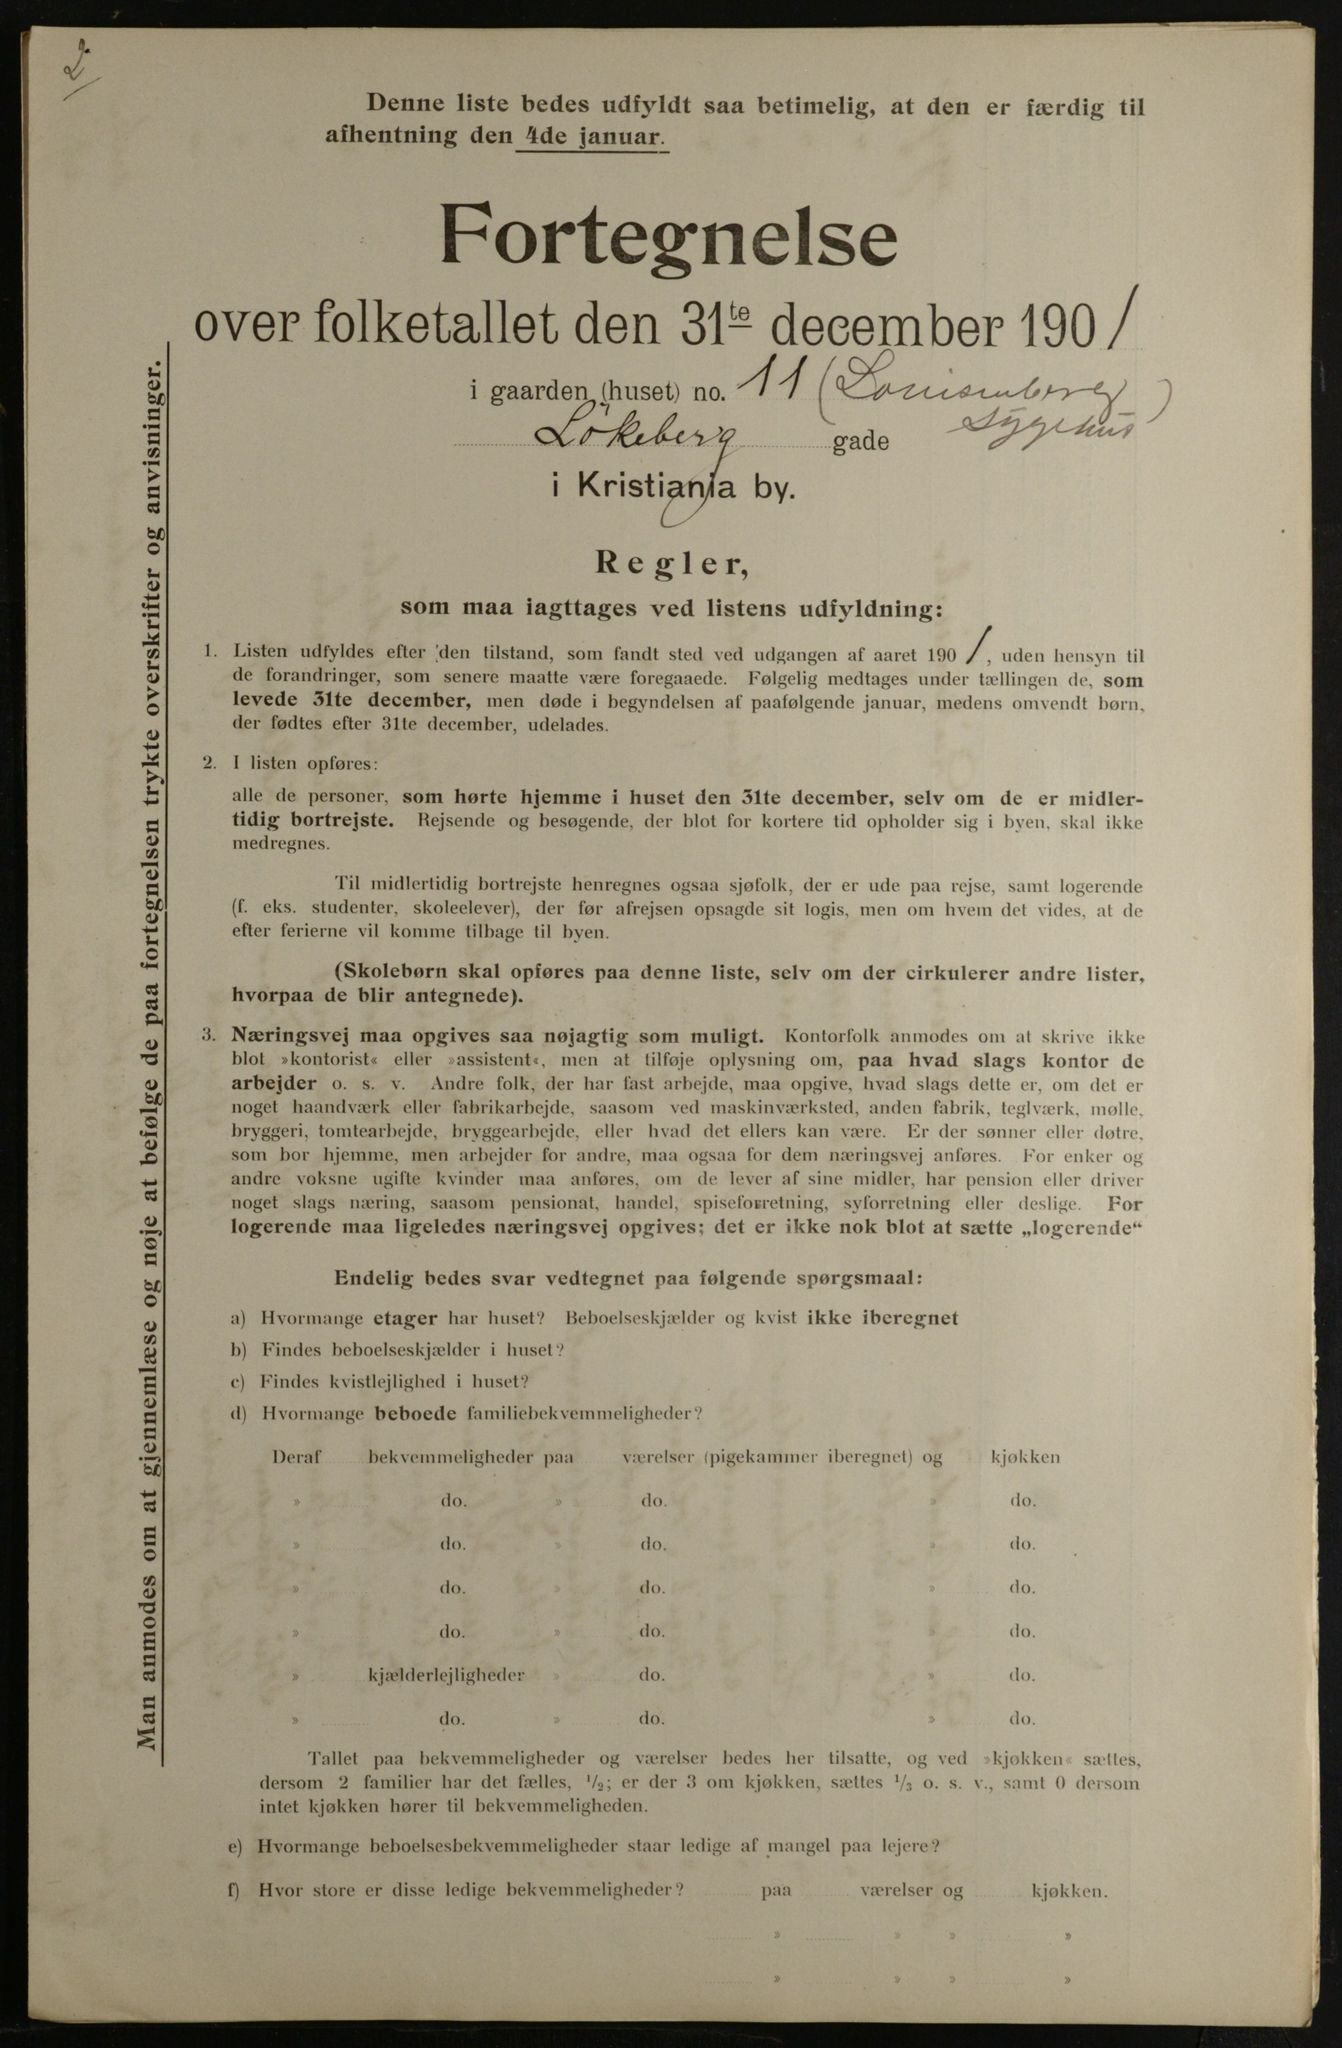 2.
Denne liste bedes udfyldt saa betimelig, at den er færdig til
afhentning den 4de januar.
Fortegnelse
over folketallet den 31te december 1901
i gaarden (huset) no. 11 (Louisenberg
Sygehus)
Lökeberg gade
i Kristiania by.
Regler,
som maa iagttages ved listens udfyldning:
1. Listen udfyldes efter den tilstand, som fandt sted ved udgangen af aaret 1901, uden hensyn til
de forandringer, som senere maatte være foregaaede. Følgelig medtages under tællingen de, som
levede 31te december, men døde i begyndelsen af paafølgende januar, medens omvendt børn,
der fødtes efter 31te december, udelades.
2. I listen opføres:
alle de personer, som hørte hjemme i huset den 31te december, selv om de er midler-
tidig bortrejste. Rejsende og besøgende, der blot for kortere tid opholder sig i byen, skal ikke
medregnes.
Til midlertidig bortrejste henregnes ogsaa sjøfolk, der er ude paa rejse, samt logerende
(f. eks. studenter, skoleelever), der før afrejsen opsagde sit logis, men om hvem det vides, at de
efter ferierne vil komme tilbage til byen.
(Skolebørn skal opføres paa denne liste, selv om der cirkulerer andre lister,
hvorpaa de blir antegnede).
3. Næringsvej maa opgives saa nøjagtig som muligt. Kontorfolk anmodes om at skrive ikke
blot »kontorist« eller »assistent«, men at tilføje oplysning om, paa hvad slags kontor de
arbejder o. s. v. Andre folk, der har fast arbejde, maa opgive, hvad slags dette er, om det er
noget haandværk eller fabrikarbejde, saasom ved maskinværksted, anden fabrik, teglværk, mølle,
bryggeri, tomtearbejde, bryggearbejde, eller hvad det ellers kan være. Er der sønner eller døtre,
som bor hjemme, men arbejder for andre, maa ogsaa for dem næringsvej anføres. For enker og
andre voksne ugifte kvinder maa anføres, om de lever af sine midler, har pension eller driver
noget slags næring, saasom pensionat, handel, spiseforretning, syforretning eller deslige. For
logerende maa ligeledes næringsvej opgives; det er ikke nok blot at sætte „logerende“
Endelig bedes svar vedtegnet paa følgende spørgsmaal:
a) Hvormange etager har huset? Beboelseskjælder og kvist ikke iberegnet
b) Findes beboelseskjælder i huset?
c) Findes kvistlejlighed i huset?
d) Hvormange beboede familiebekvemmeligheder?
Deraf bekvemmeligheder paa værelser (pigekammer iberegnet) og kjøkken
» do. » do. » do.
» do. » do. » do.
» do. » do. » do.
» do. » do. » do.
» kjælderlejligheder » do. » do.
» do. » do. » do.
Tallet paa bekvemmeligheder og værelser bedes her tilsatte, og ved »kjøkken« sættes,
dersom 2 familier har det fælles, 1/2; er der 3 om kjøkken, sættes 1/3 o. s. v., samt 0 dersom
intet kjøkken hører til bekvemmeligheden.
e) Hvormange beboelsesbekvemmeligheder staar ledige af mangel paa lejere?
f) Hvor store er disse ledige bekvemmeligheder? paa værelser og kjøkken.
» » » »
» » » »
Man anmodes om at gjennemlæse og nøje at befølge de paa fortegnelsen trykte overskrifter og anvisninger.